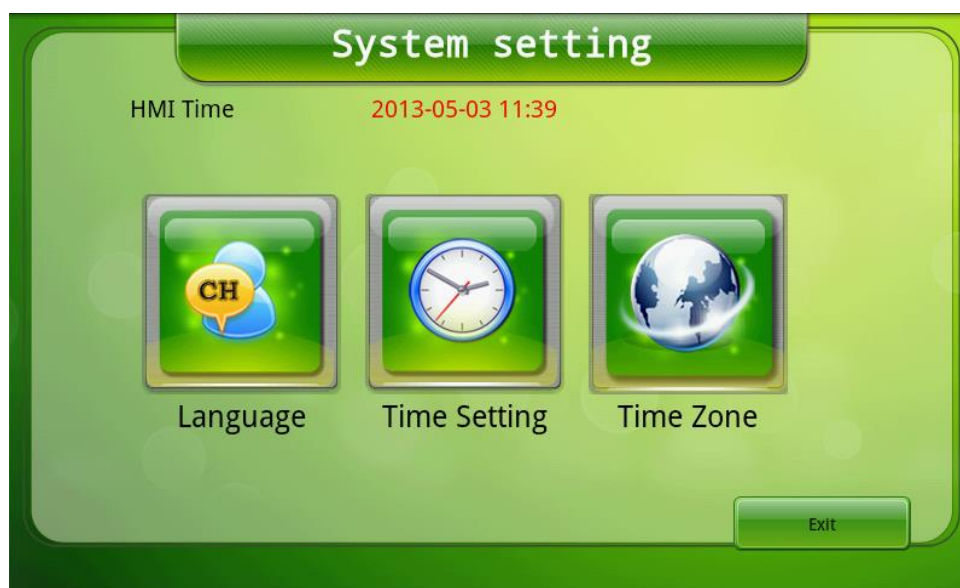 System setting
HMI Time 2013-05-03 11:39
CH
Language Time Setting Time Zone
Exit